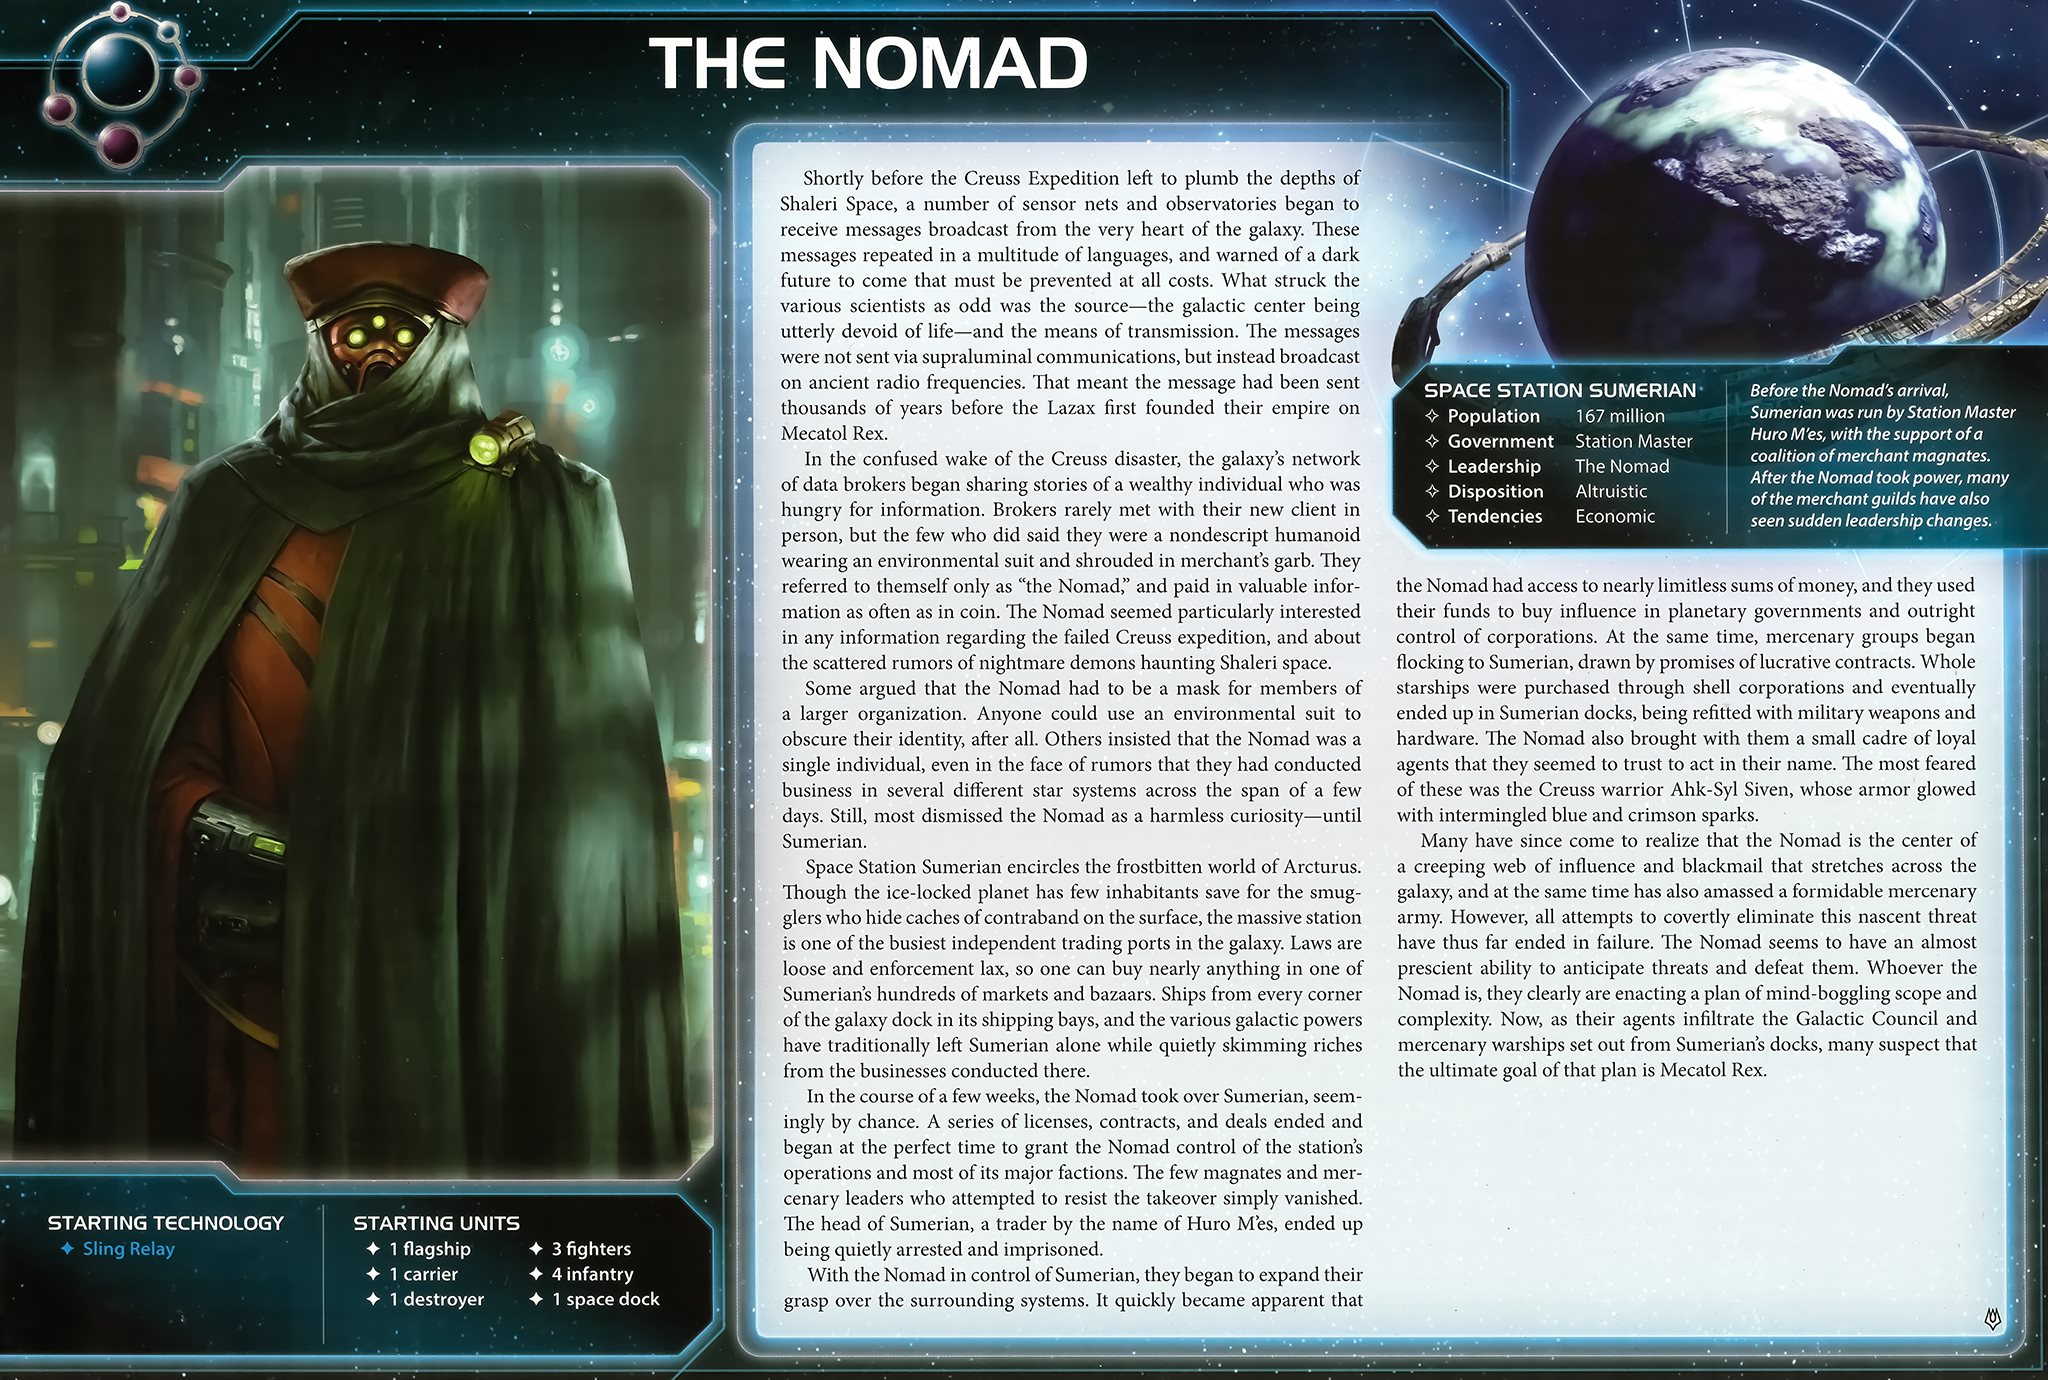 THE NOMAD
Shortly before the Creuss Expedition left to plumb the depths of
Shaleri Space, a number of sensor nets and observatories began to
receive messages broadcast from the very heart of the galaxy. These
messages repeated in a multitude of languages, and warned of a dark
future to come that must be prevented at all costs. What struck the
various scientists as odd was the source—the galactic center being
utterly devoid of life—and the means of transmission. The messages
were not sent via supraluminal communications, but instead broadcast
on ancient radio frequencies. That meant the message had been sent
thousands of years before the Lazax first founded their empire on
Mecatol Rex.
In the confused wake of the Creuss disaster, the galaxy's network
of data brokers began sharing stories of a wealthy individual who was
hungry for information. Brokers rarely met with their new client in
person, but the few who did said they were a nondescript humanoid
wearing an environmental suit and shrouded in merchant's garb. They
referred to themself only as “the Nomad,” and paid in valuable infor-
mation as often as in coin. The Nomad seemed particularly interested
in any information regarding the failed Creuss expedition, and about
the scattered rumors of nightmare demons haunting Shaleri space.
Some argued that the Nomad had to be a mask for members of
a larger organization. Anyone could use an environmental suit to
obscure their identity, after all. Others insisted that the Nomad was a
single individual, even in the face of rumors that they had conducted
business in several different star systems across the span of a few
days. Still, most dismissed the Nomad as a harmless curiosity—until
Sumerian.
Space Station Sumerian encircles the frostbitten world of Arcturus.
Though the ice-locked planet has few inhabitants save for the smug-
glers who hide caches of contraband on the surface, the massive station
is one of the busiest independent trading ports in the galaxy. Laws are
loose and enforcement lax, so one can buy nearly anything in one of
Sumerian's hundreds of markets and bazaars. Ships from every corner
of the galaxy dock in its shipping bays, and the various galactic powers
have traditionally left Sumerian alone while quietly skimming riches
from the businesses conducted there.
In the course of a few weeks, the Nomad took over Sumerian, seem-
ingly by chance. A series of licenses, contracts, and deals ended and
began at the perfect time to grant the Nomad control of the station's
operations and most of its major factions. The few magnates and mer-
cenary leaders who attempted to resist the takeover simply vanished.
The head of Sumerian, a trader by the name of Huro M'es, ended up
being quietly arrested and imprisoned.
With the Nomad in control of Sumerian, they began to expand their
grasp over the surrounding systems. It quickly became apparent that
SPACE STATION SUMERIAN
Population 167 million
Government Station Master
Leadership The Nomad
Disposition Altruistic
Tendencies Economic
Before the Nomad's arrival,
Sumerian was run by Station Master
Huro M'es, with the support of a
coalition of merchant magnates.
After the Nomad took power, many
of the merchant guilds have also
seen sudden leadership changes.
the Nomad had access to nearly limitless sums of money, and they used
their funds to buy influence in planetary governments and outright
control of corporations. At the same time, mercenary groups began
flocking to Sumerian, drawn by promises of lucrative contracts. Whole
starships were purchased through shell corporations and eventually
ended up in Sumerian docks, being refitted with military weapons and
hardware. The Nomad also brought with them a small cadre of loyal
agents that they seemed to trust to act in their name. The most feared
of these was the Creuss warrior Ahk-Syl Siven, whose armor glowed
with intermingled blue and crimson sparks.
Many have since come to realize that the Nomad is the center of
a creeping web of influence and blackmail that stretches across the
galaxy, and at the same time has also amassed a formidable mercenary
army. However, all attempts to covertly eliminate this nascent threat
have thus far ended in failure. The Nomad seems to have an almost
prescient ability to anticipate threats and defeat them. Whoever the
Nomad is, they clearly are enacting a plan of mind-boggling scope and
complexity. Now, as their agents infiltrate the Galactic Council and
mercenary warships set out from Sumerian's docks, many suspect that
the ultimate goal of that plan is Mecatol Rex.
STARTING TECHNOLOGY
Sling Relay
STARTING UNITS
1 flagship
1 carrier
1 destroyer
3 fighters
4 infantry
1 space dock